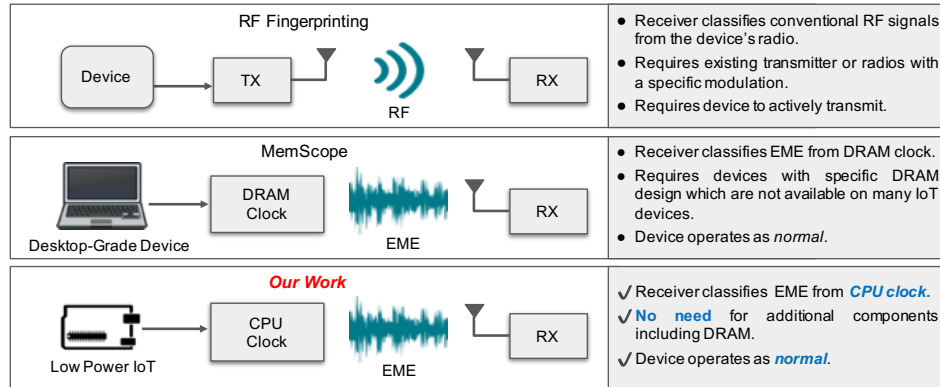 RF Fingerprinting
Device
TX
RF
RX
● Receiver classifies conventional RF signals
from the device's radio.
● Requires existing transmitter or radios with
a specific modulation.
● Requires device to actively transmit.
MemScope
Desktop-Grade Device
DRAM
Clock
EME
RX
● Receiver classifies EME from DRAM clock.
● Requires devices with specific DRAM
design which are not available on many IoT
devices.
● Device operates as normal.
Our Work
Low Power IoT
CPU
Clock
EME
RX
✓ Receiver classifies EME from CPU clock.
✓ No need for additional components
including DRAM.
✓ Device operates as normal.